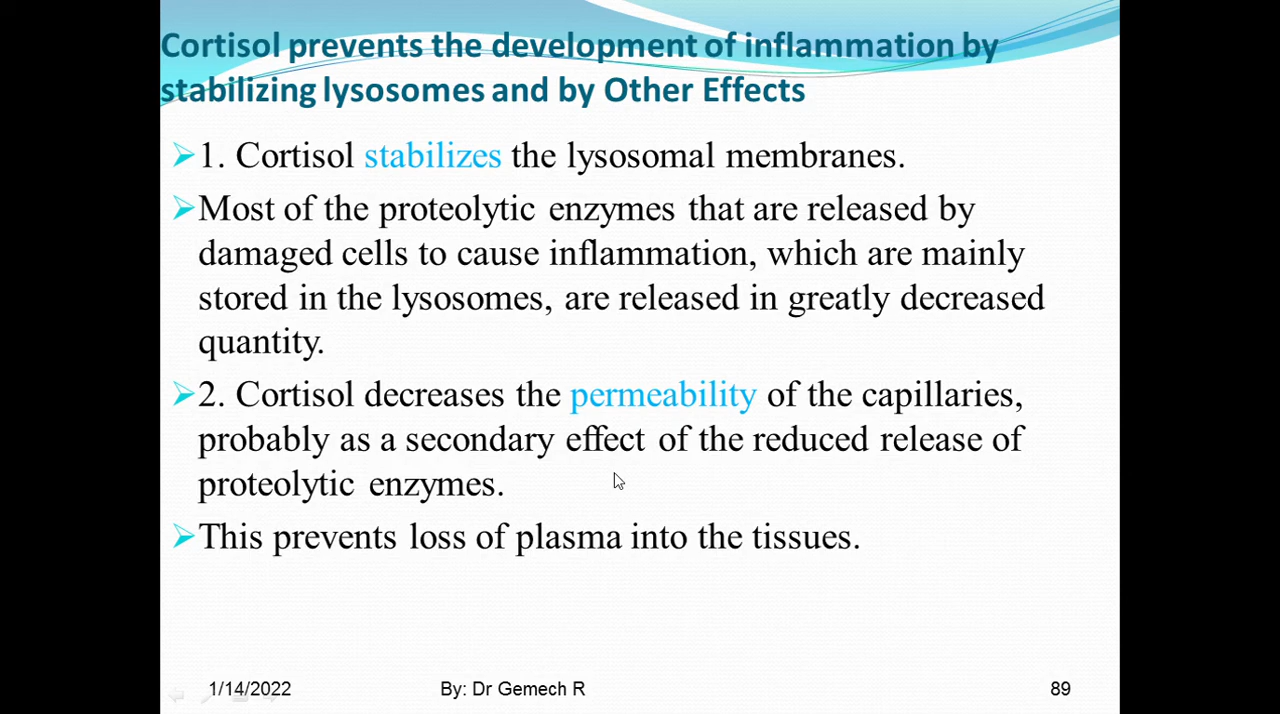 Cortisol prevents the development of inflammation by
stabilizing lysosomes and by Other Effects
1. Cortisol stabilizes the lysosomal membranes.
Most of the proteolytic enzymes that are released by
damaged cells to cause inflammation, which are mainly
stored in the lysosomes, are released in greatly decreased
quantity.
2. Cortisol decreases the permeability of the capillaries,
probably as a secondary effect of the reduced release of
proteolytic enzymes.
This prevents loss of plasma into the tissues.
1/14/2022 By: Dr Gemech R 89